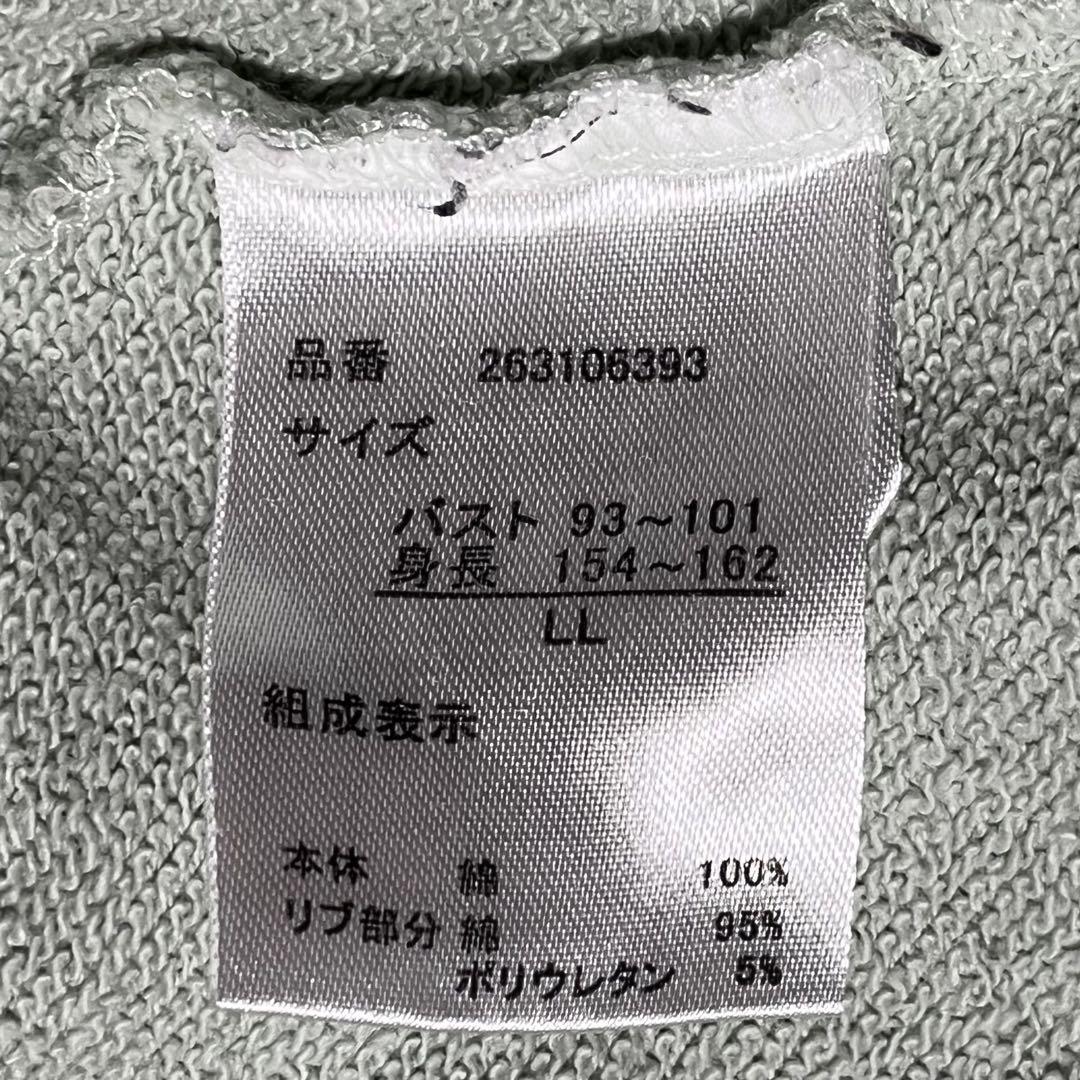 品番 263106393
サイズ
バスト 93～101
身長 154～162
LL
組成表示
本体 綿 100%
リブ部分 綿 95%
ポリウレタン 5%